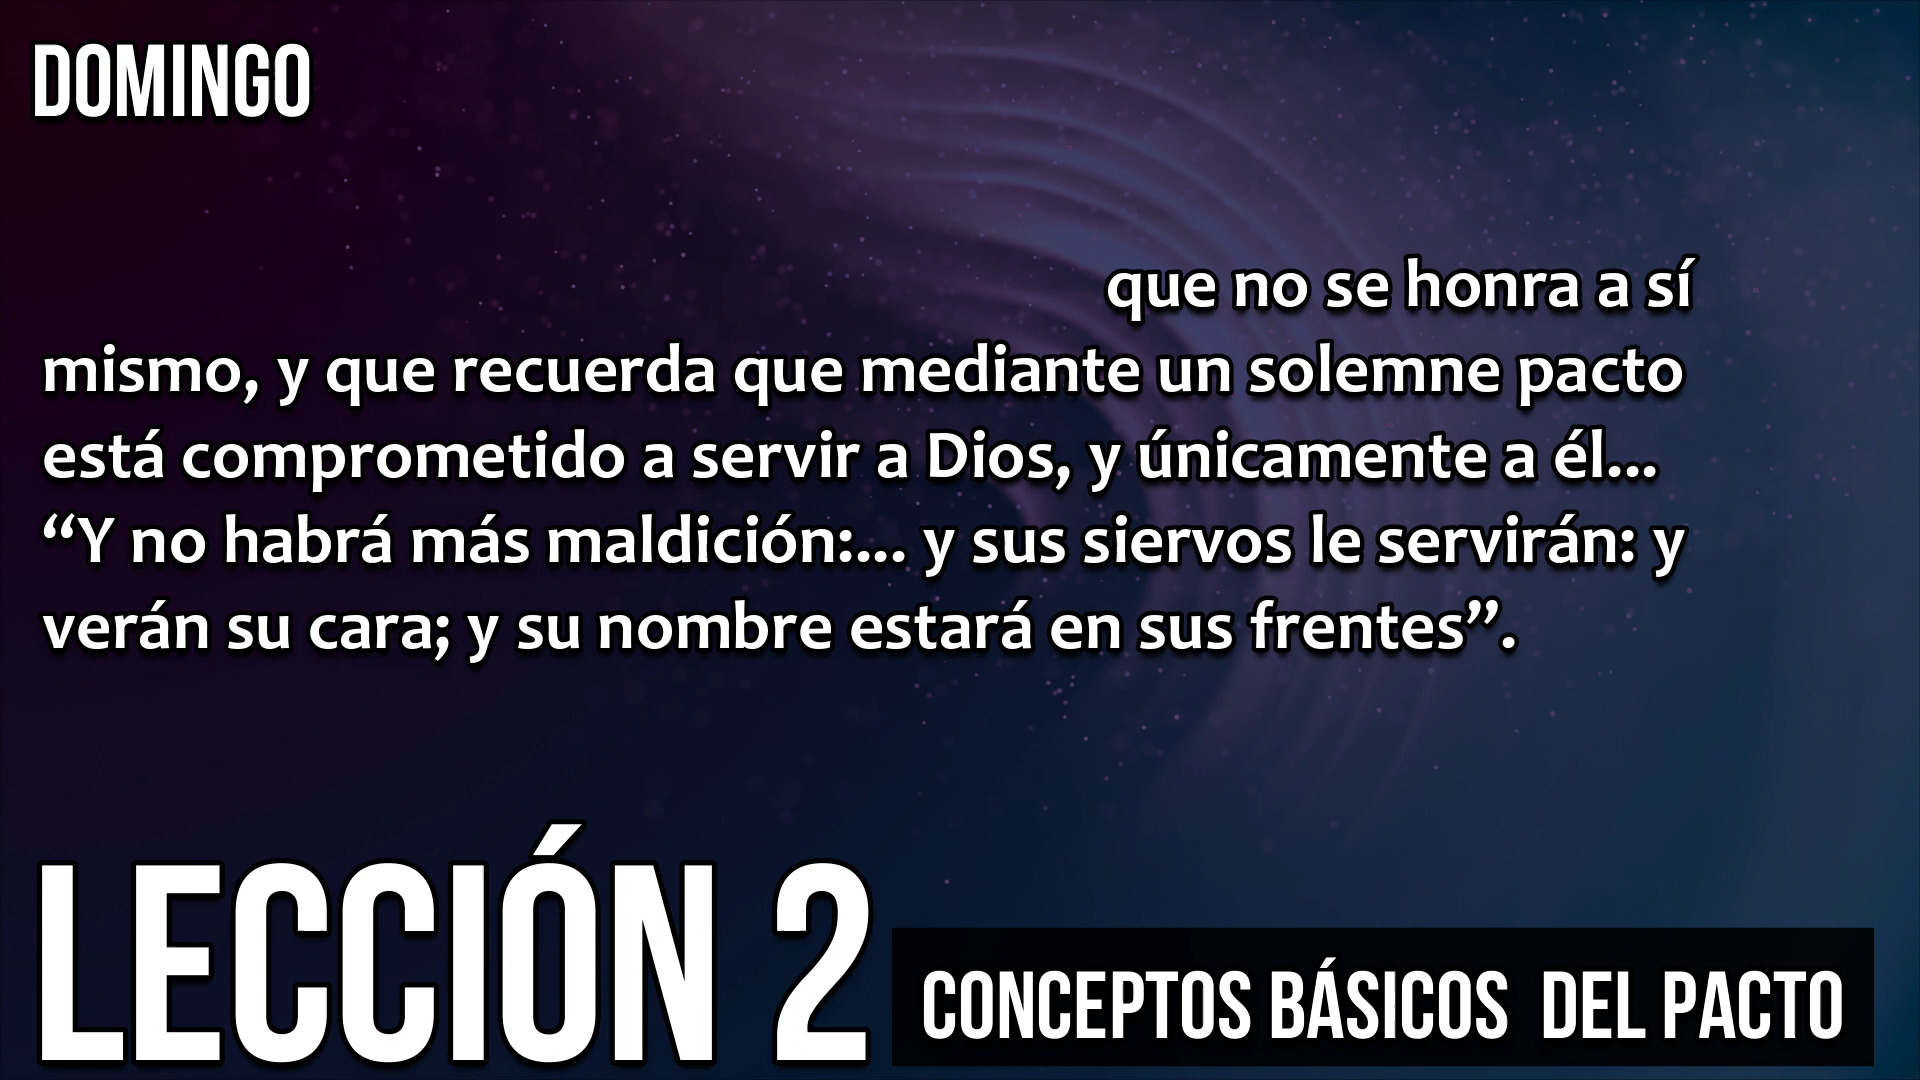 DOMINGO
que no se honra a sí
mismo, y que recuerda que mediante un solemne pacto
está comprometido a servir a Dios, y únicamente a él...
“Y no habrá más maldición:... y sus siervos le servirán: y
verán su cara; y su nombre estará en sus frentes”.
LECCIÓN 2
CONCEPTOS BÁSICOS DEL PACTO